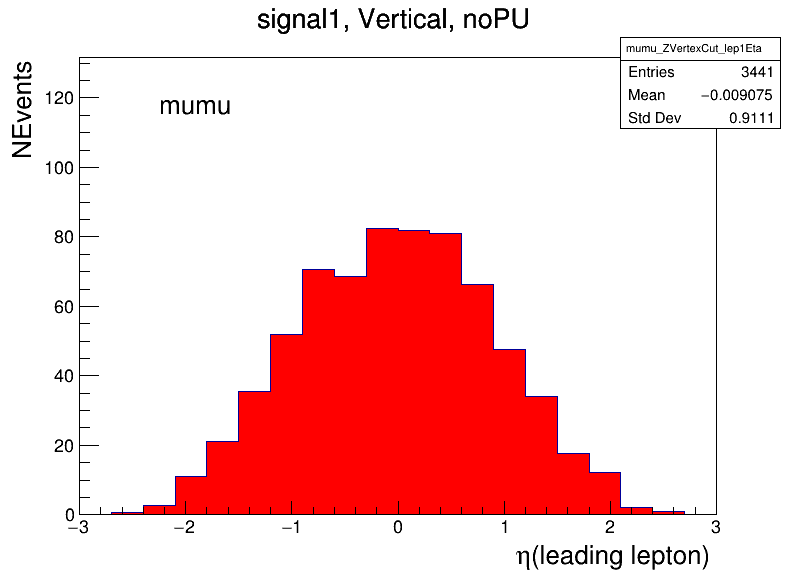 signal1, Vertical, noPU
mumu_ZVertexCut_lep1Eta
Entries 3441
Mean −0.009075
Std Dev 0.9111
NEvents
mumu
120
100
80
60
40
20
0
−3 −2 −1 0 1 2 3
η(leading lepton)